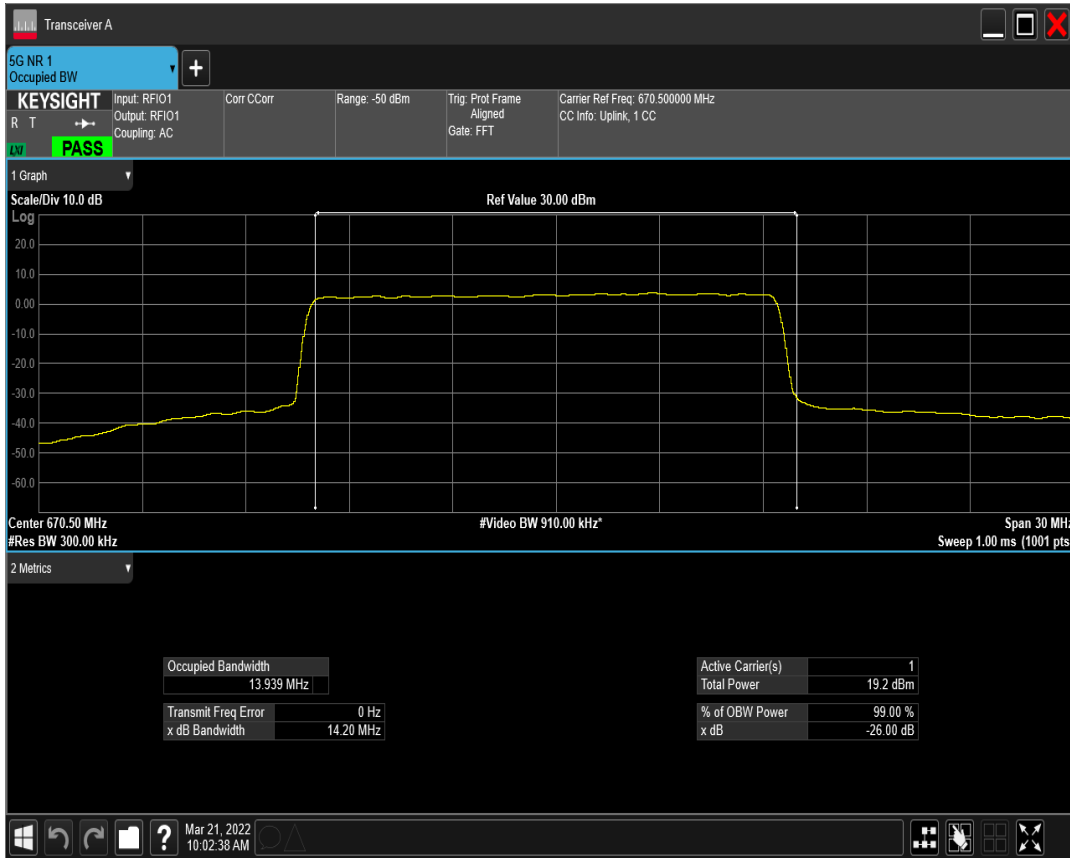 Transceiver A
5G NR 1
Occupied BW
+
KEYSIGHT Input: RFIO1 Corr CCorr Range: -50 dBm Trig: Prot Frame Carrier Ref Freq: 670.500000 MHz
R T Output: RFIO1 Aligned CC Info: Uplink, 1 CC
Coupling: AC Gate: FFT
LXI PASS
1 Graph
Scale/Div 10.0 dB Ref Value 30.00 dBm
Log
20.0
10.0
0.00
-10.0
-20.0
-30.0
-40.0
-50.0
-60.0
Center 670.50 MHz #Video BW 910.00 kHz* Span 30 MHz
#Res BW 300.00 kHz Sweep 1.00 ms (1001 pts
2 Metrics
Occupied Bandwidth Active Carrier(s) 1
13.939 MHz Total Power 19.2 dBm
Transmit Freq Error 0 Hz % of OBW Power 99.00 %
x dB Bandwidth 14.20 MHz x dB -26.00 dB
? Mar 21, 2022
10:02:38 AM